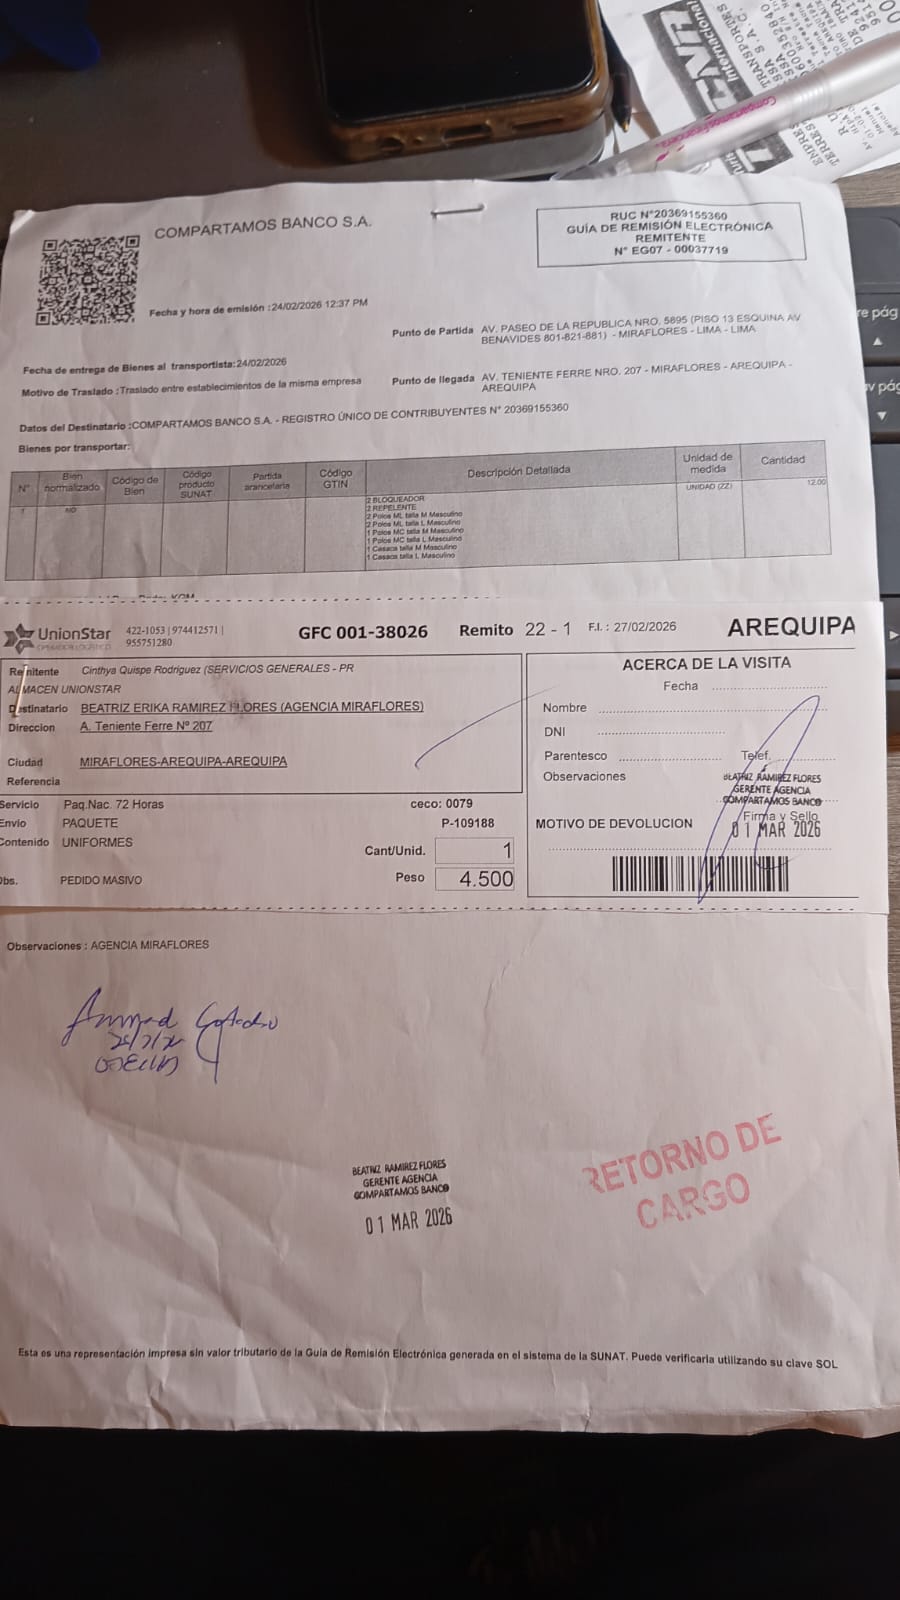 COMPARTAMOS BANCO S.A.
RUC N°20369155360
GUÍA DE REMISIÓN ELECTRÓNICA
REMITENTE
N° EG07 - 00037719
Fecha y hora de emisión :24/02/2026 12:37 PM
Punto de Partida AV. PASEO DE LA REPUBLICA NRO. 5895 (PISO 13 ESQUINA AV
BENAVIDES 801-821-881) - MIRAFLORES - LIMA - LIMA
Fecha de entrega de Bienes al transportista:24/02/2026
Motivo de Traslado :Traslado entre establecimientos de la misma empresa
Punto de llegada AV. TENIENTE FERRE NRO. 207 - MIRAFLORES - AREQUIPA -
AREQUIPA
Datos del Destinatario :COMPARTAMOS BANCO S.A. - REGISTRO ÚNICO DE CONTRIBUYENTES N° 20369155360
Bienes por transportar:
N° Bien normalizado Código de Bien Código producto SUNAT Partida arancelaria Código GTIN Descripción Detallada Unidad de medida Cantidad
1 NO UNIDAD (ZZ) 12.00
2 BLOQUEADOR
2 REPELENTE
2 Polos ML talla M Masculino
2 Polos ML talla L Masculino
1 Polos MC talla M Masculino
1 Polos MC talla L Masculino
1 Casaca talla M Masculino
1 Casaca talla L Masculino
UnionStar
OPERADOR LOGÍSTICO
422-1053 | 974412571 |
955751280
GFC 001-38026 Remito 22 - 1 F.I. : 27/02/2026 AREQUIPA
Remitente Cinthya Quispe Rodriguez (SERVICIOS GENERALES - PR
ALMACEN UNIONSTAR
Destinatario BEATRIZ ERIKA RAMIREZ FLORES (AGENCIA MIRAFLORES)
Direccion A. Teniente Ferre Nº 207
Ciudad MIRAFLORES-AREQUIPA-AREQUIPA
Referencia
Servicio Paq.Nac. 72 Horas ceco: 0079
Envio PAQUETE P-109188
Contenido UNIFORMES
Cant/Unid. 1
Obs. PEDIDO MASIVO
Peso 4.500
ACERCA DE LA VISITA
Fecha
Nombre
DNI
Parentesco Telef.
Observaciones
BEATRIZ RAMIREZ FLORES
GERENTE AGENCIA
COMPARTAMOS BANCO
Firma y Sello
MOTIVO DE DEVOLUCION
01 MAR 2026
Observaciones : AGENCIA MIRAFLORES
BEATRIZ RAMIREZ FLORES
GERENTE AGENCIA
COMPARTAMOS BANCO
01 MAR 2026
RETORNO DE
CARGO
Esta es una representación impresa sin valor tributario de la Guía de Remisión Electrónica generada en el sistema de la SUNAT. Puede verificarla utilizando su clave SOL